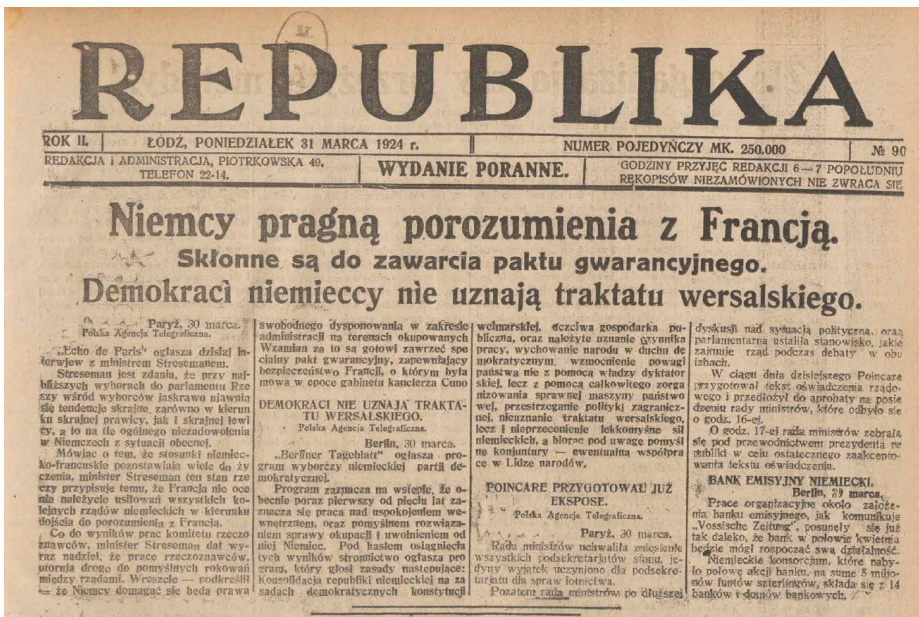 REPUBLIKA
ROK II.
ŁÓDŹ, PONIEDZIAŁEK 31 MARCA 1924 r.
NUMER POJEDYŃCZY MK. 250.000
№ 90
REDAKCJA i ADMINISTRACJA, PIOTRKOWSKA 49,
TELEFON 22-14.
WYDANIE PORANNE.
GODZINY PRZYJĘC REDAKCJI 6—7 POPOŁUDNIU
RĘKOPISÓW NIEZAMÓWIONYCH NIE ZWRACA SIĘ
Niemcy pragną porozumienia z Francją.
Skłonne są do zawarcia paktu gwarancyjnego.
Demokraci niemieccy nie uznają traktatu wersalskiego.
Paryż, 30 marca.
Polska Agencja Telegraficzna.
„Echo de Paris" ogłasza dzisiaj in-
terwjew z ministrem Stresemanem.
Streseman jest zdania, że przy naj-
bliższych wyborach do parlamentu Rze
szy wśród wyborców jaskrawo ujawnią
się tendencje skrajne, zarówno w kierun
ku skrajnej prawicy, jak i skrajnej lewi
cy, a to na tle ogólnego niezadowolenia
w Niemczech z sytuacji obecnej.
Mówiąc o tem, że stosunki niemiec-
ko-francuskie pozostawiają wiele do ży
czenia, minister Streseman ten stan rze
czy przypisuje temu, że Francja nie oce
nia należycie usiłowań wszystkich ko-
lejnych rządów niemieckich w kierunku
dojścia do porozumienia z Francją.
Co do wyników prac komitetu rzeczo
znawców, minister Streseman dał wy-
raz nadziei, że prace rzeczoznawców,
utorują drogę do pomyślnych rokowań
między rządami. Wreszcie — podkreślił
— że Niemcy domagać się będą prawa
swobodnego dysponowania w zakresie
administracji na terenach okupowanych
Wzamian za to są gotowi zawrzeć spe
cjalny pakt gwarancyjny, zapewniający
bezpieczeństwo Francji, o którym była
mowa w epoce gabinetu kanclerza Cuno
DEMOKRACI NIE UZNAJĄ TRAKTA-
TU WERSALSKIEGO.
Polska Agencja Telegraficzna.
Berlin, 30 marca.
„Berliner Tageblatt" ogłasza pro-
gram wyborczy niemieckiej partji de-
mokratycznej.
Program zaznacza na wstępie, że o-
becnie poraz pierwszy od pięciu lat za-
znacza się praca nad uspokojeniem we-
wnętrznem, oraz pomyślnem rozwiąza-
niem sprawy okupacji i uwolnieniem od
niej Niemiec. Pod hasłem osiągnięcia
tych wyników stronnictwo ogłasza pro
gram, który głosi zasady następujące:
Konsolidacja republiki niemieckiej na za
sadach demokratycznych konstytucji
weimarskiej, uczciwa gospodarka pu-
bliczna, oraz należyte uznanie czynnika
pracy, wychowanie narodu w duchu de
mokratycznym, wzmocnienie powagi
państwa nie z pomocą władzy dyktator
skiej, lecz z pomocą całkowitego zorga
nizowania sprawnej maszyny państwo
wej, przestrzeganie polityki zagranicz-
nej, nieuznanie traktatu wersalskiego,
lecz i nieprzecenienie lekkomyślne sił
niemieckich, a biorąc pod uwagę pomyśl
ne konjunktury — ewentualna współpra
ca w Lidze narodów.
POINCARE PRZYGOTOWAŁ JUŻ
EKSPOSE.
Polska Agencja Telegraficzna.
Paryż, 30 marca.
Rada ministrów uchwaliła zniesienie
wszystkich podsekretarjatów stanu, je-
dyny wyjątek uczyniono dla podsekre-
tarjatu dla spraw lotnictwa.
Pozatem rada ministrów po dłuższej
dyskusji nad sytuacją polityczną, oraz
parlamentarną ustaliła stanowisko, jakie
zajmuje rząd podczas debaty w obu
izbach.
W ciągu dnia dzisiejszego Poincare
przygotował tekst oświadczenia rządo-
wego i przedłożył do aprobaty na posie
dzeniu rady ministrów, które odbyło się
o godz. 16-ej.
O godz. 17-ej rada ministrów zebrała
się pod przewodnictwem prezydenta re
publiki w celu ostatecznego zaakcepto-
wania tekstu oświadczenia.
BANK EMISYJNY NIEMIECKI.
Berlin, 29 marca.
Prace organizacyjne około założe-
nia banku emisyjnego, jak komunikuje
„Vossische Zeitung", posunęły się już
tak daleko, że bank w połowie kwietnia
będzie mógł rozpocząć swą działalność.
Niemieckie konsorcjum, które naby-
ło połowę akcji banku, na sumę 5 miljo-
nów funtów szterlingów, składa się z 14
banków i domów bankowych.